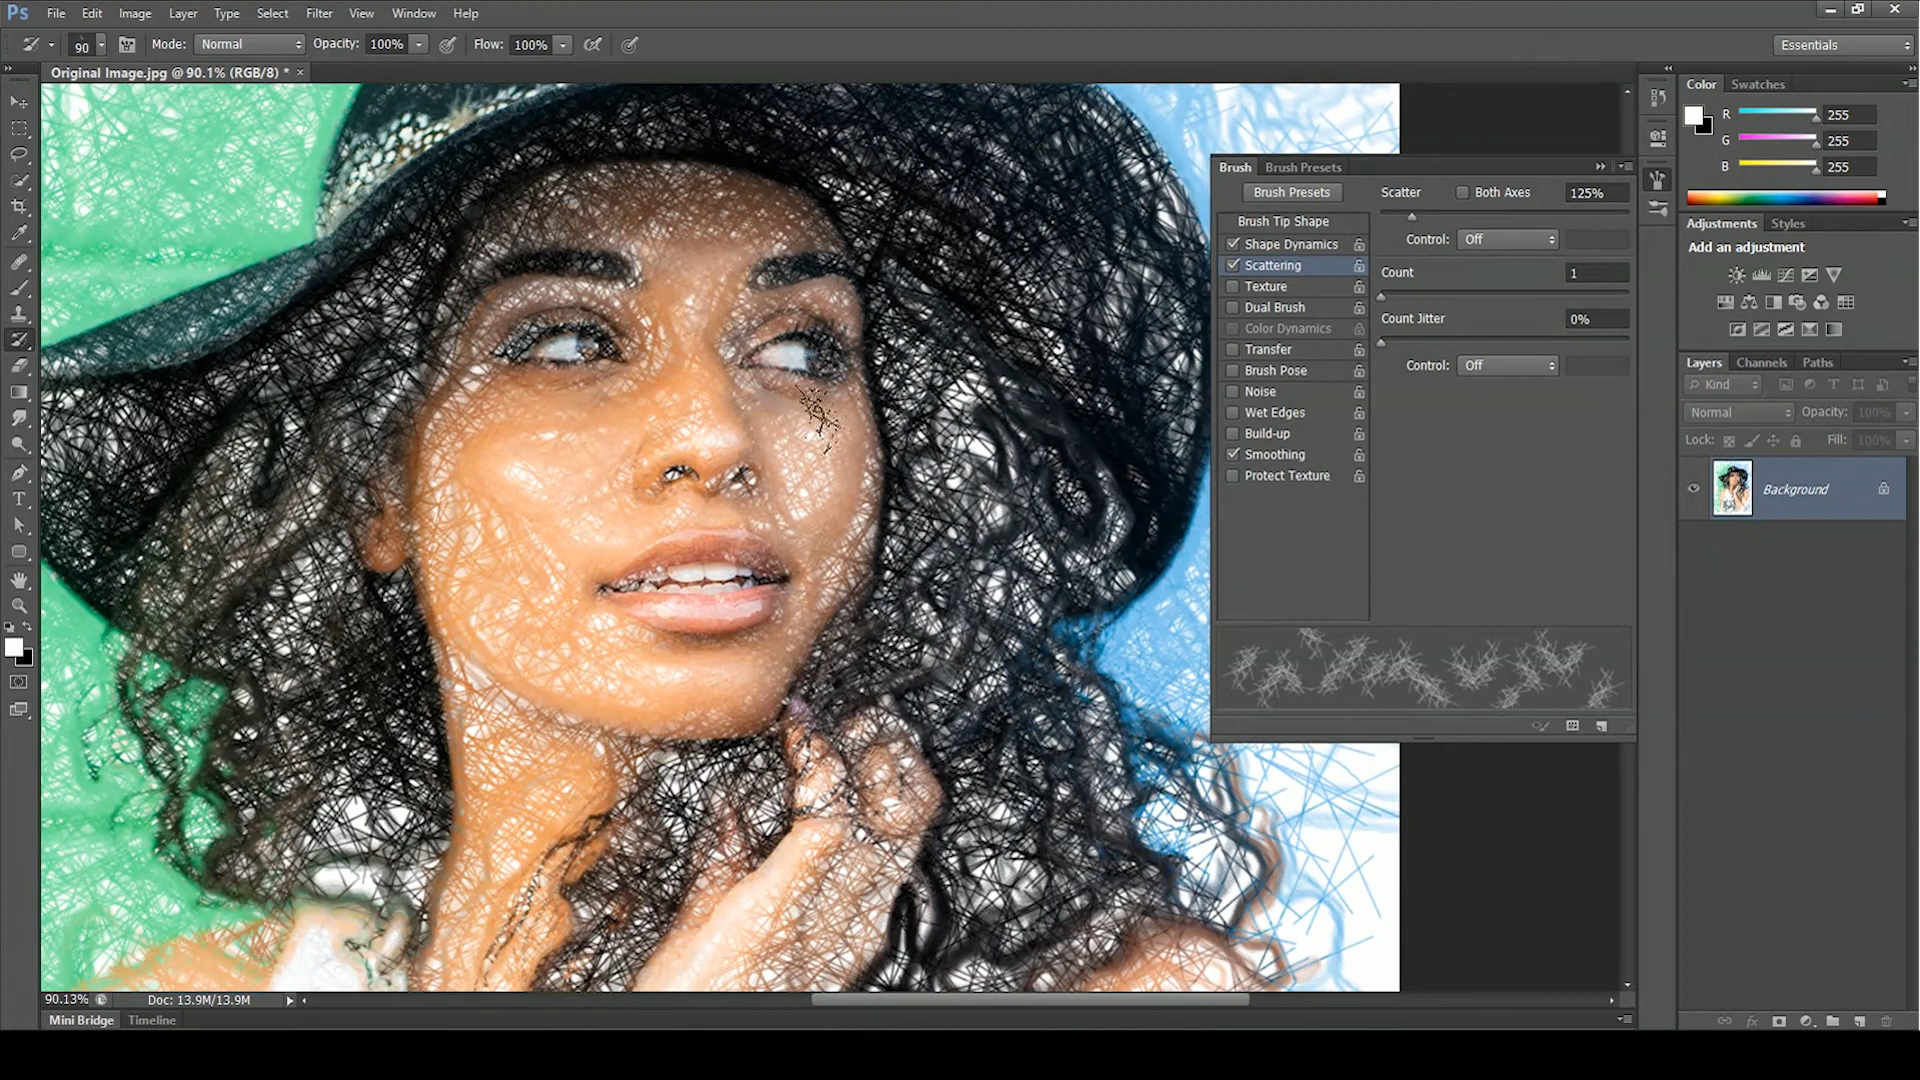 Ps File Edit Image Layer Type Select Filter View Window Help
90 Mode: Normal Opacity: 100% Flow: 100% Essentials
Original Image.jpg @ 90.1% (RGB/8) * ×
Color Swatches
R 255
G 255
B 255
Brush Brush Presets
Brush Presets Scatter Both Axes 125%
Brush Tip Shape
Shape Dynamics Control: Off
Scattering
Count 1
Texture
Dual Brush
Count Jitter 0%
Color Dynamics
Transfer
Control: Off
Brush Pose
Noise
Wet Edges
Build-up
Smoothing
Protect Texture
Adjustments Styles
Add an adjustment
Layers Channels Paths
Kind
Normal Opacity: 100%
Lock: Fill: 100%
Background
90.13% Doc: 13.9M/13.9M
Mini Bridge Timeline